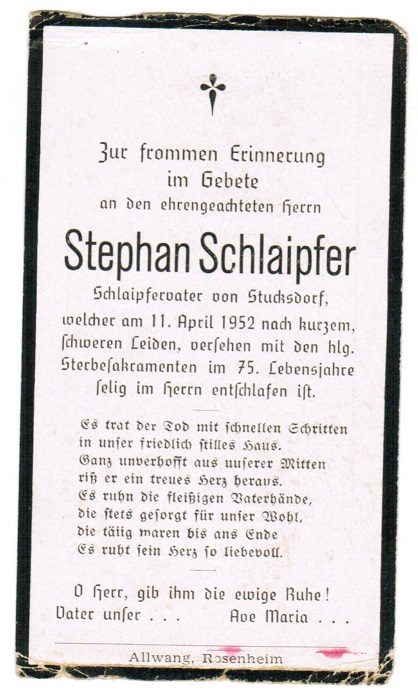 Zur frommen Erinnerung
im Gebete
an den ehrengeachteten Herrn
Stephan Schlaipfer
Schlaipfervater von Stucksdorf,
welcher am 11. April 1952 nach kurzem,
schweren Leiden, versehen mit den hlg.
Sterbesakramenten im 75. Lebensjahre
selig im Herrn entschlafen ist.
Es trat der Tod mit schnellen Schritten
in unser friedlich stilles Haus.
Ganz unverhofft aus uuserer Mitten
riß er ein treues Herz heraus.
Es ruhn die fleißigen Vaterhände,
die stets gesorgt für unser Wohl,
die tätig waren bis ans Ende
Es ruht sein Herz so liebevoll.
O Herr, gib ihm die ewige Ruhe!
Vater unser . . . Ave Maria . . .
Allwang, Rosenheim